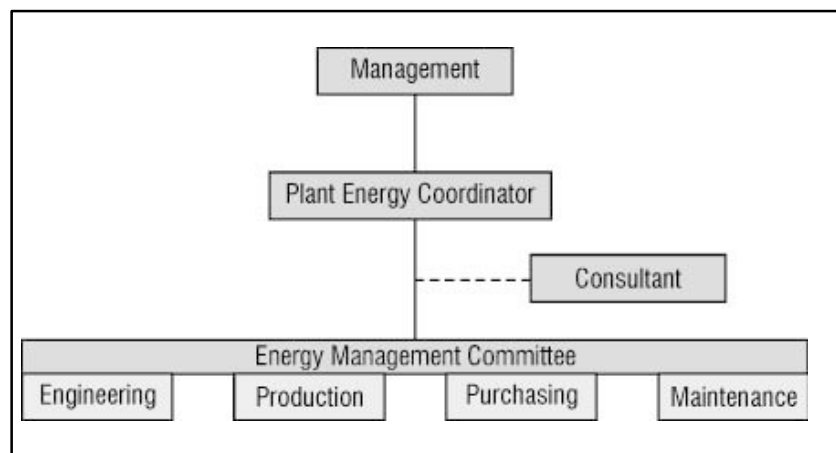 Management
Plant Energy Coordinator
Consultant
Energy Management Committee
Engineering
Production
Purchasing
Maintenance